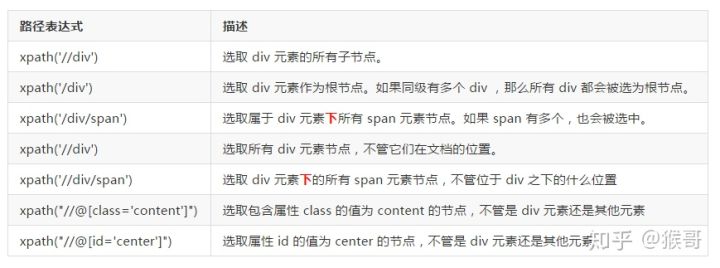 路径表达式 描述
xpath('//div') 选取 div 元素的所有子节点。
xpath('/div') 选取 div 元素作为根节点。如果同级有多个 div ，那么所有 div 都会被选为根节点。
xpath('/div/span') 选取属于 div 元素下所有 span 元素节点。如果 span 有多个，也会被选中。
xpath('//div') 选取所有 div 元素节点，不管它们在文档的位置。
xpath('//div/span') 选取 div 元素下的所有 span 元素节点，不管位于 div 之下的什么位置
xpath("//@[class='content']") 选取包含属性 class 的值为 content 的节点，不管是 div 元素还是其他元素
xpath("//@[id='center']") 选取属性 id 的值为 center 的节点，不管是 div 元素还是其他元素
知乎 @猴哥